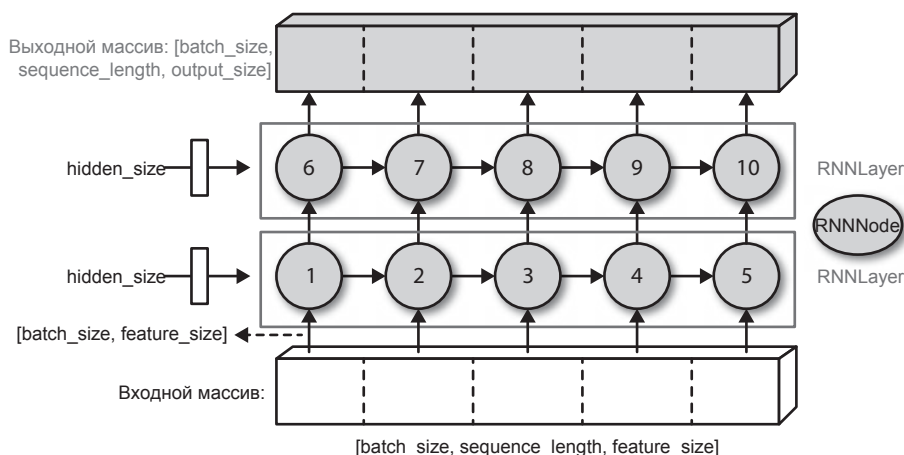 Выходной массив: [batch_size,
sequence_length, output_size]
hidden_size
6
7
8
9
10
RNNLayer
RNNNode
hidden_size
1
2
3
4
5
RNNLayer
[batch_size, feature_size]
Входной массив:
[batch_size, sequence_length, feature_size]